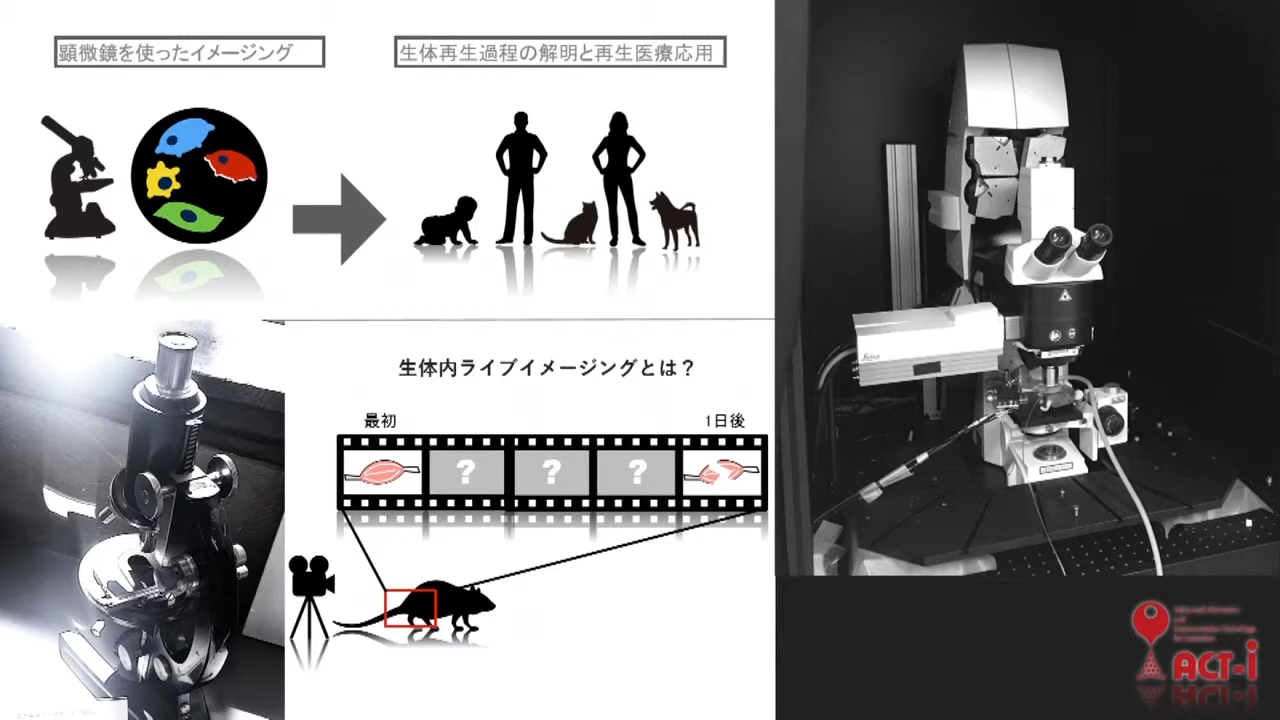 顕微鏡を使ったイメージング
生体再生過程の解明と再生医療応用
生体内ライブイメージングとは？
最初
1日後
? ? ?
Leica
ACT-i